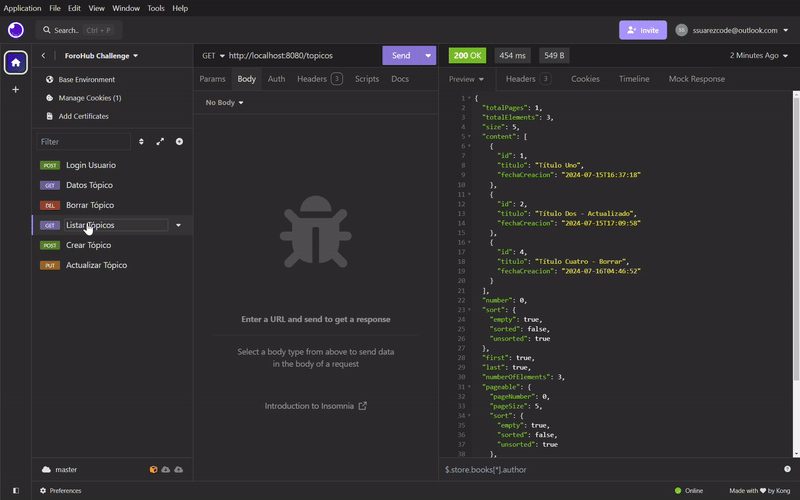 Application File Edit View Window Tools Help
Search.. Ctrl + P
Invite
SS ssuarezcode@outlook.com
ForoHub Challenge
Base Environment
Manage Cookies (1)
Add Certificates
Filter
POST Login Usuario
GET Datos Tópico
DEL Borrar Tópico
GET Listar Tópicos
POST Crear Tópico
PUT Actualizar Tópico
master
Preferences
GET http://localhost:8080/topicos
Send
Params Body Auth Headers 3 Scripts Docs
No Body
Enter a URL and send to get a response
Select a body type from above to send data
in the body of a request
Introduction to Insomnia
200 OK 454 ms 549 B 2 Minutes Ago
Preview Headers 3 Cookies Timeline Mock Response
1 {
2 "totalPages": 1,
3 "totalElements": 3,
4 "size": 5,
5 "content": [
6 {
7 "id": 1,
8 "titulo": "Título Uno",
9 "fechaCreacion": "2024-07-15T16:37:18"
10 },
11 {
12 "id": 2,
13 "titulo": "Título Dos - Actualizado",
14 "fechaCreacion": "2024-07-15T17:09:58"
15 },
16 {
17 "id": 4,
18 "titulo": "Título Cuatro - Borrar",
19 "fechaCreacion": "2024-07-16T04:46:52"
20 }
21 ],
22 "number": 0,
23 "sort": {
24 "empty": true,
25 "sorted": false,
26 "unsorted": true
27 },
28 "first": true,
29 "last": true,
30 "numberOfElements": 3,
31 "pageable": {
32 "pageNumber": 0,
33 "pageSize": 5,
34 "sort": {
35 "empty": true,
36 "sorted": false,
37 "unsorted": true
38 },
$.store.books[*].author
Online Made with ♥ by Kong